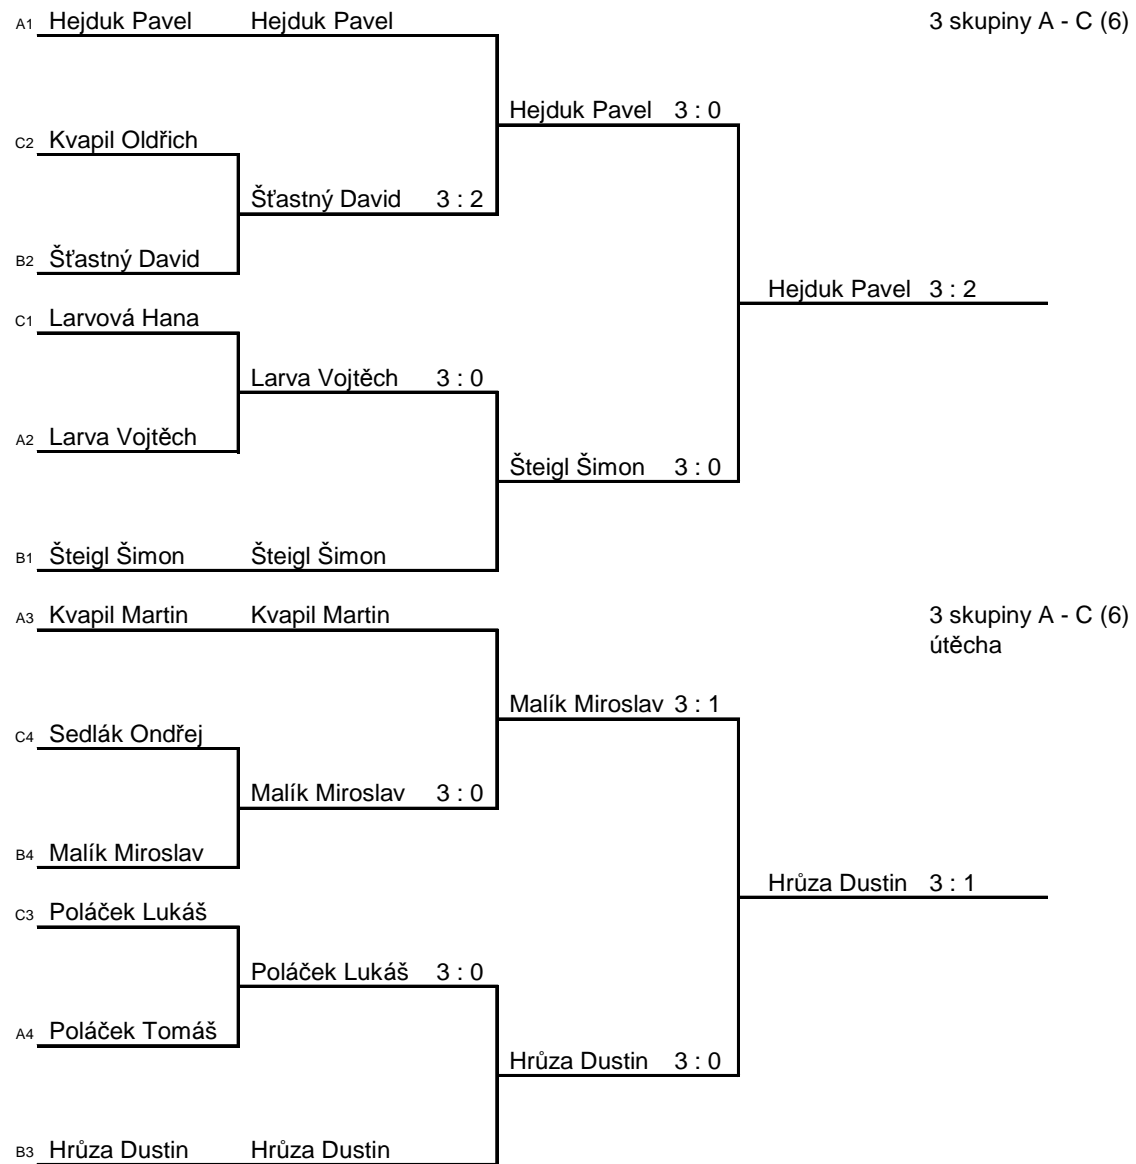 A1 Hejduk Pavel Hejduk Pavel 3 skupiny A - C (6)
Hejduk Pavel 3 : 0
C2 Kvapil Oldřich
Šťastný David 3 : 2
B2 Šťastný David
Hejduk Pavel 3 : 2
C1 Larvová Hana
Larva Vojtěch 3 : 0
A2 Larva Vojtěch
Šteigl Šimon 3 : 0
B1 Šteigl Šimon Šteigl Šimon
A3 Kvapil Martin Kvapil Martin 3 skupiny A - C (6)
útěcha
Malík Miroslav 3 : 1
C4 Sedlák Ondřej
Malík Miroslav 3 : 0
B4 Malík Miroslav
Hrůza Dustin 3 : 1
C3 Poláček Lukáš
Poláček Lukáš 3 : 0
A4 Poláček Tomáš
Hrůza Dustin 3 : 0
B3 Hrůza Dustin Hrůza Dustin